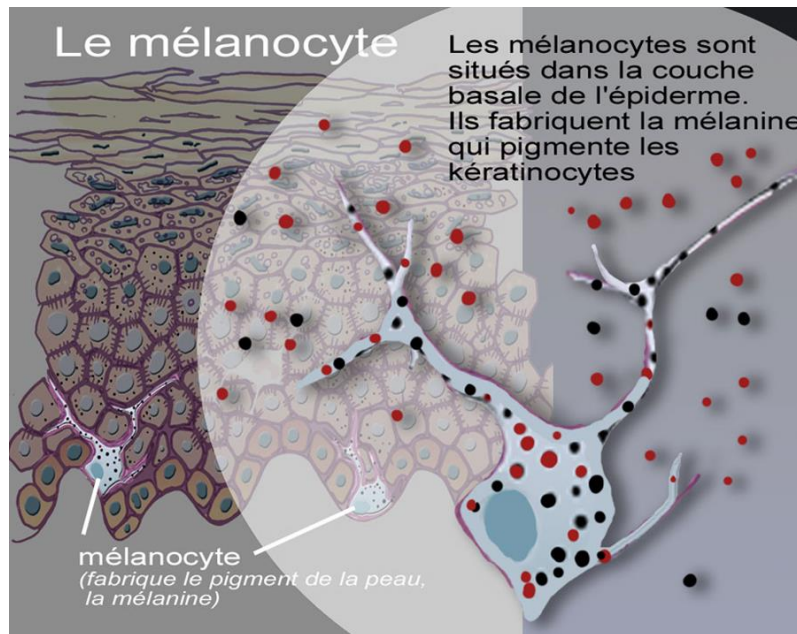 Le mélanocyte
Les mélanocytes sont
situés dans la couche
basale de l'épiderme.
Ils fabriquent la mélanine
qui pigmente les
kératinocytes
mélanocyte
(fabrique le pigment de la peau,
la mélanine)